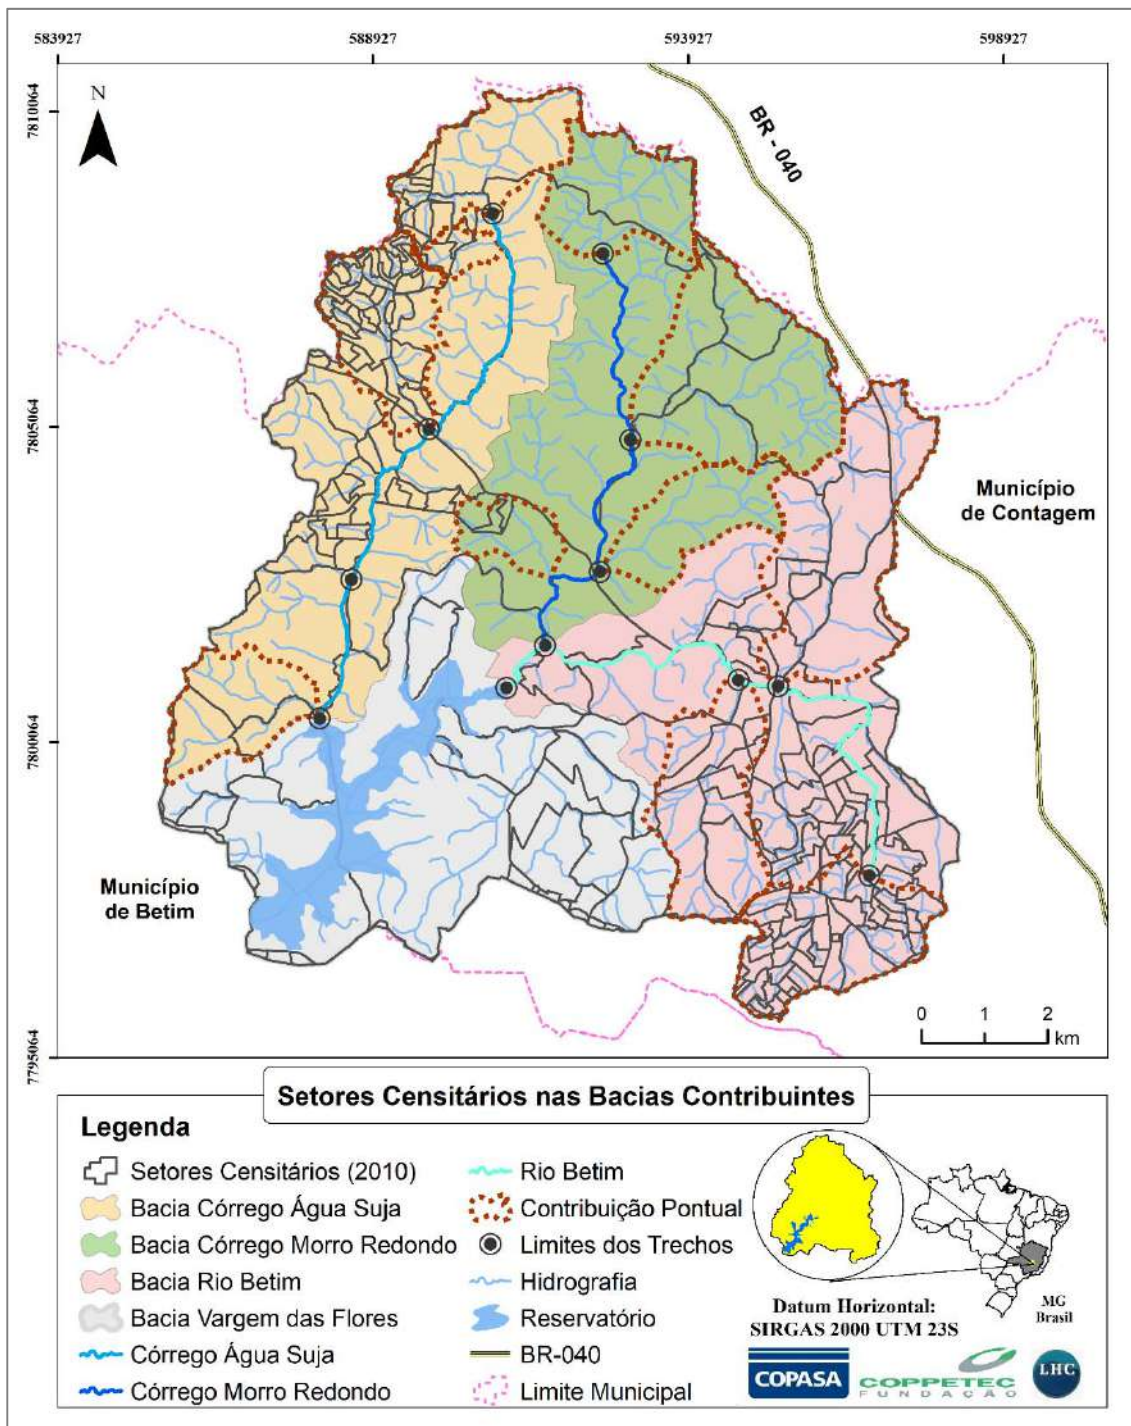 583927
588927
593927
598927
7810064
7805064
7800064
7795064
N
BR - 040
Município
de Contagem
Município
de Betim
0 1 2
km
Setores Censitários nas Bacias Contribuintes
Legenda
Setores Censitários (2010)
Bacia Córrego Água Suja
Bacia Córrego Morro Redondo
Bacia Rio Betim
Bacia Vargem das Flores
Córrego Água Suja
Córrego Morro Redondo
Rio Betim
Contribuição Pontual
Limites dos Trechos
Hidrografia
Reservatório
BR-040
Limite Municipal
MG
Brasil
Datum Horizontal:
SIRGAS 2000 UTM 23S
COPASA
COPPETEC
FUNDAÇÃO
LHC